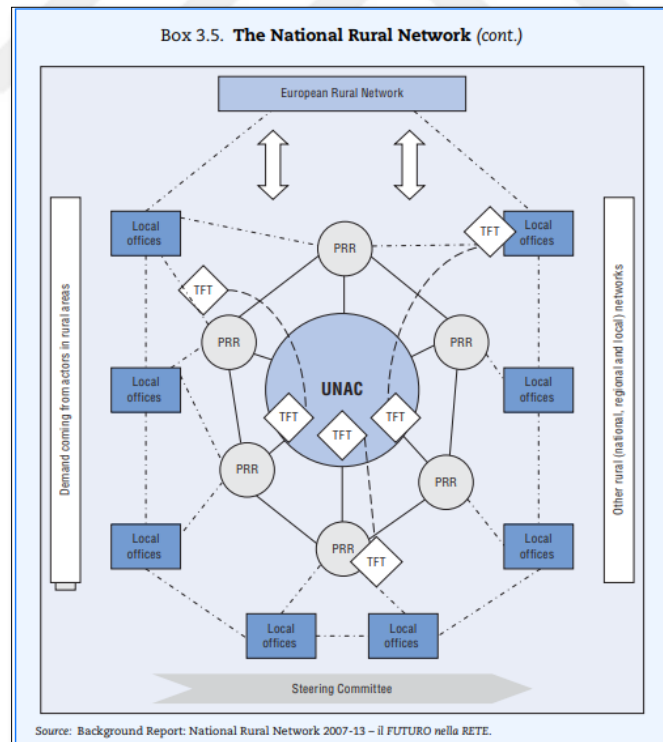 Box 3.5. The National Rural Network (cont.)
European Rural Network
Local
offices
TFT
Local
offices
PRR
TFT
Demand coming from actors in rural areas
Other rural (national, regional and local) networks
PRR
PRR
UNAC
Local
offices
Local
offices
TFT
TFT
TFT
PRR
PRR
Local
offices
Local
offices
PRR
TFT
Local
offices
Local
offices
Steering Committee
Source: Background Report: National Rural Network 2007-13 – il FUTURO nella RETE.